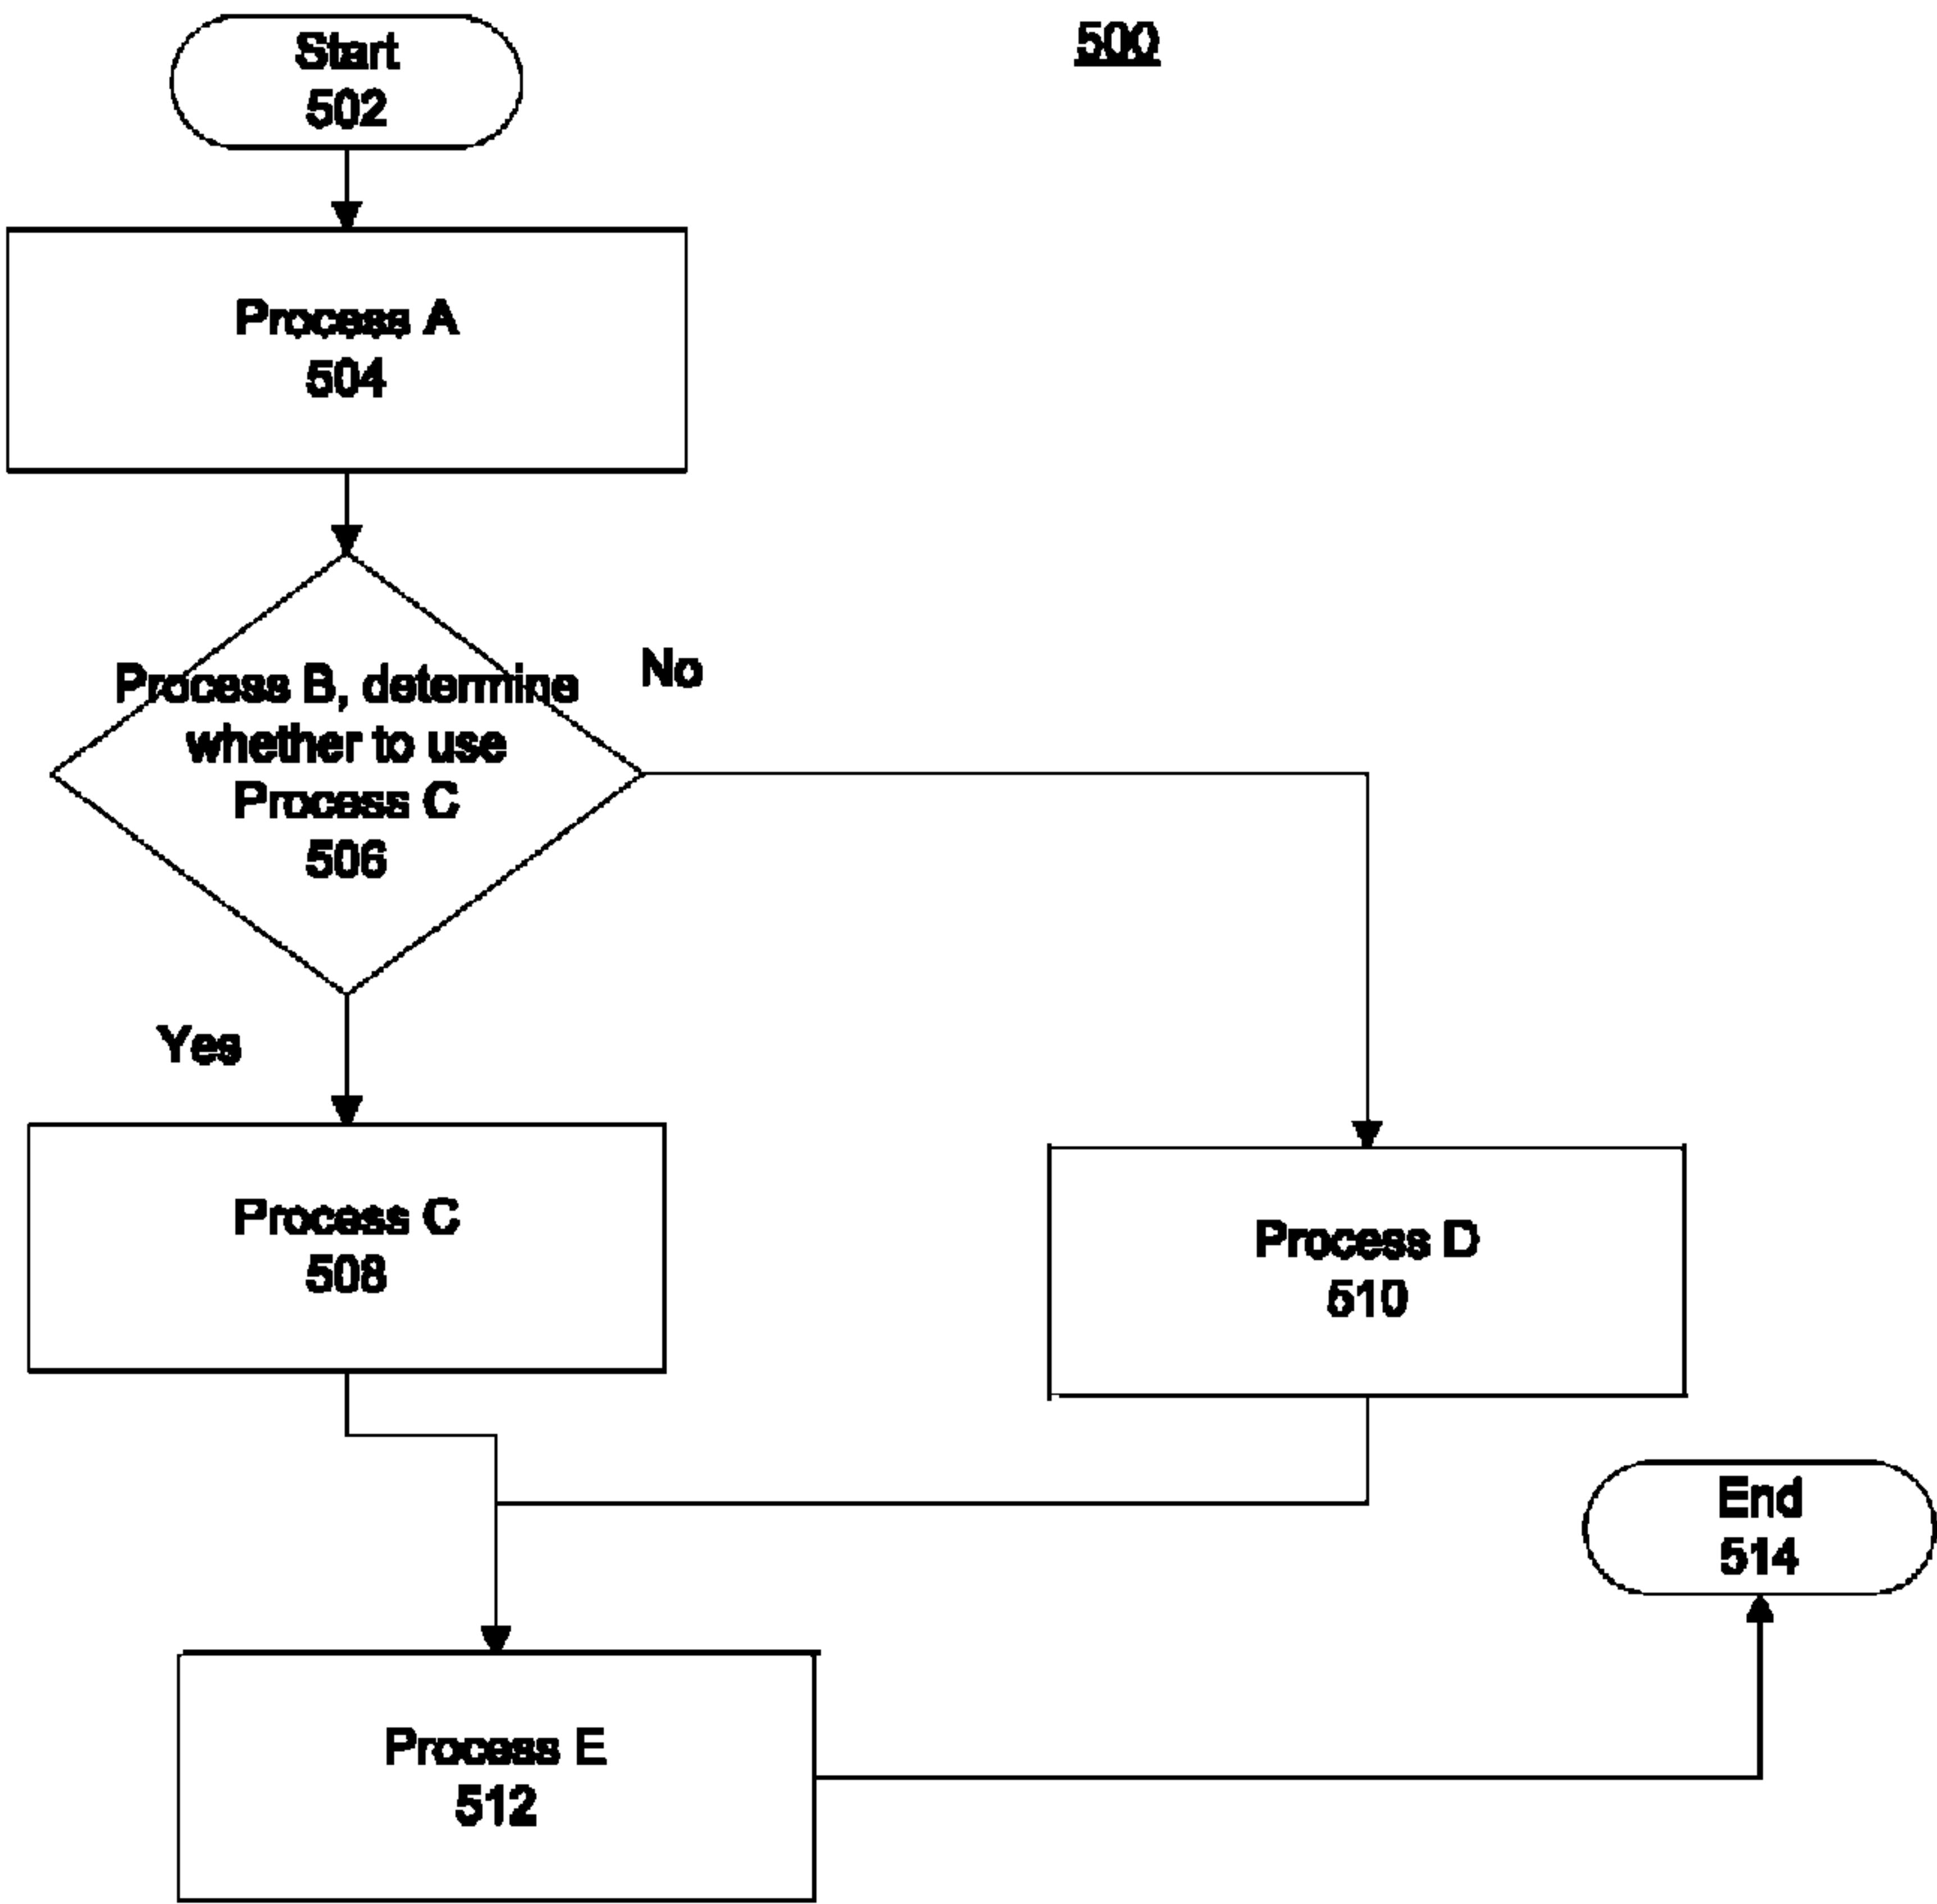 Start
502
500
Process A
504
Process B, determine
whether to use
Process C
506
No
Yes
Process C
508
Process D
510
End
514
Process E
512